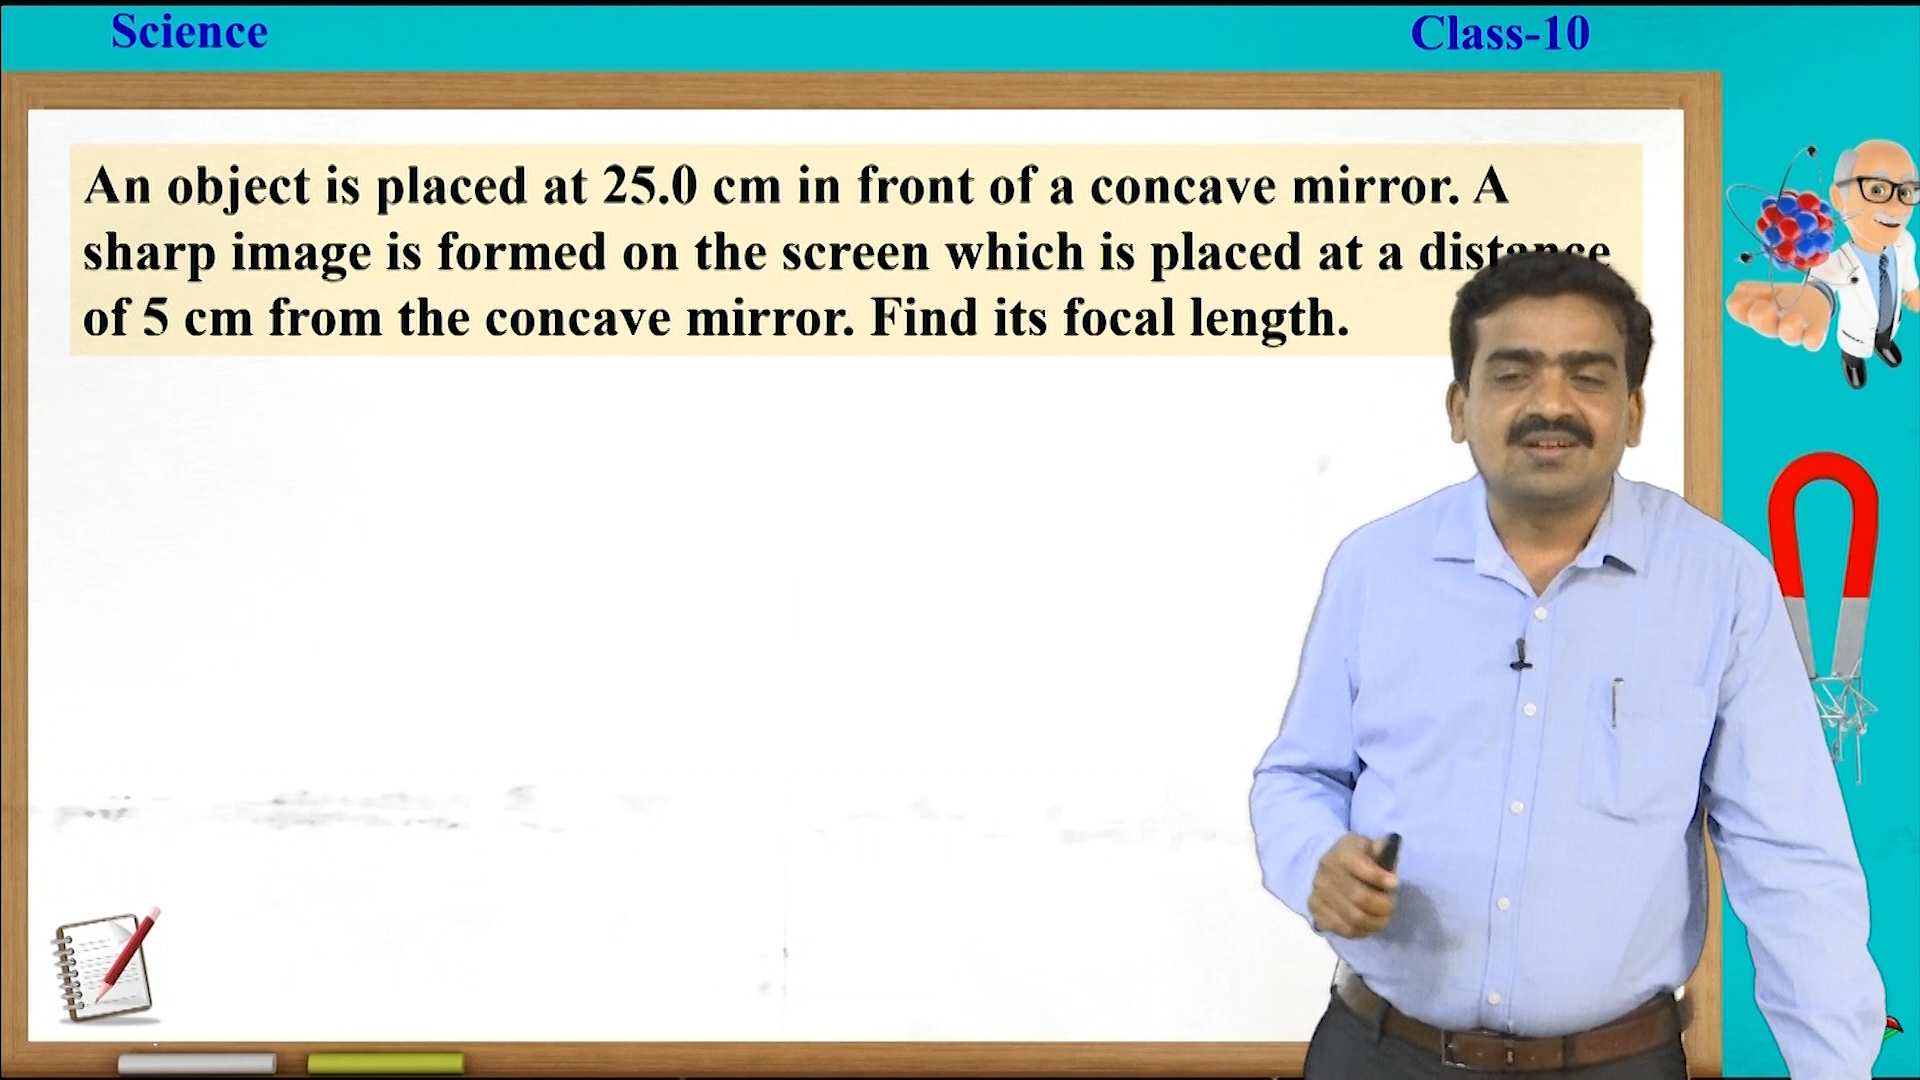 Science
Class-10
An object is placed at 25.0 cm in front of a concave mirror. A
sharp image is formed on the screen which is placed at a distance
of 5 cm from the concave mirror. Find its focal length.